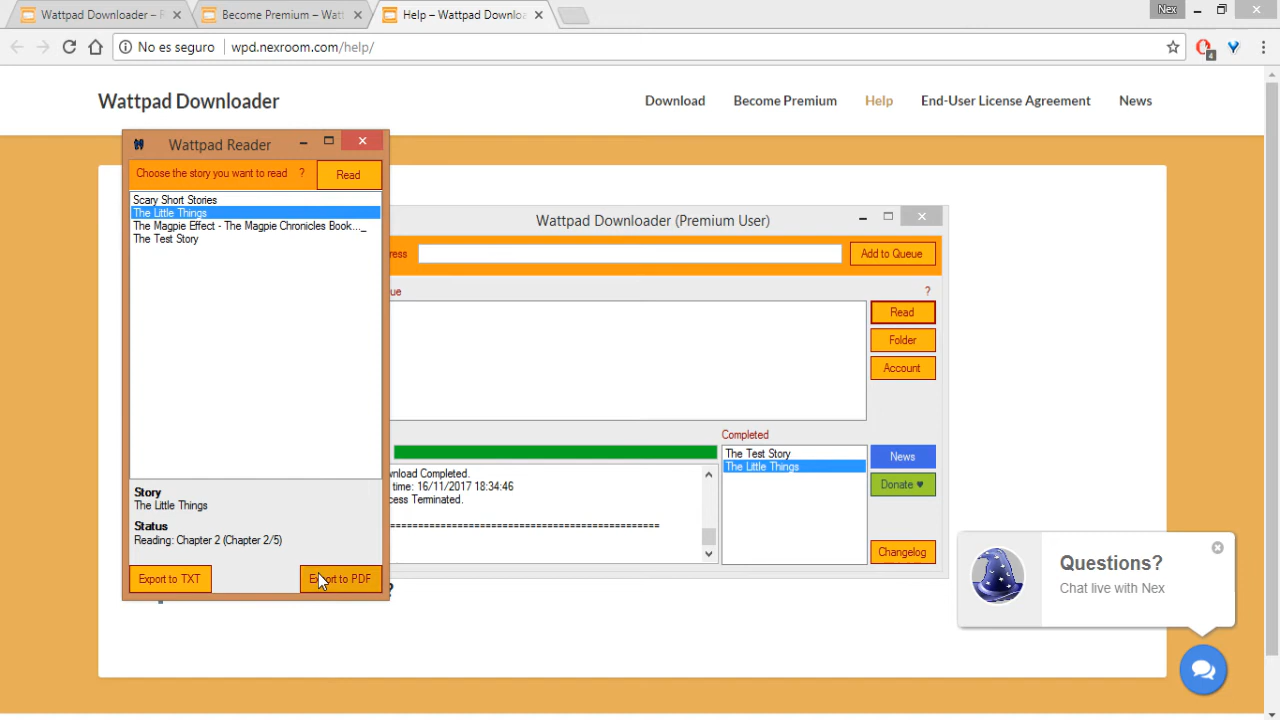 Wattpad Downloader – F
Become Premium – Watt
Help – Wattpad Downloa
Nex
No es seguro
wpd.nexroom.com/help/
4
Wattpad Downloader
Download
Become Premium
Help
End-User License Agreement
News
Wattpad Reader
Choose the story you want to read
?
Read
Scary Short Stories
The Little Things
The Magpie Effect - The Magpie Chronicles Book..._
The Test Story
Story
The Little Things
Status
Reading: Chapter 2 (Chapter 2/5)
Export to TXT
Export to PDF
Wattpad Downloader (Premium User)
ress
Add to Queue
ue
?
Read
Folder
Account
Completed
The Test Story
The Little Things
nload Completed.
time: 16/11/2017 18:34:46
cess Terminated.
News
Donate ♥
Changelog
?
Questions?
Chat live with Nex